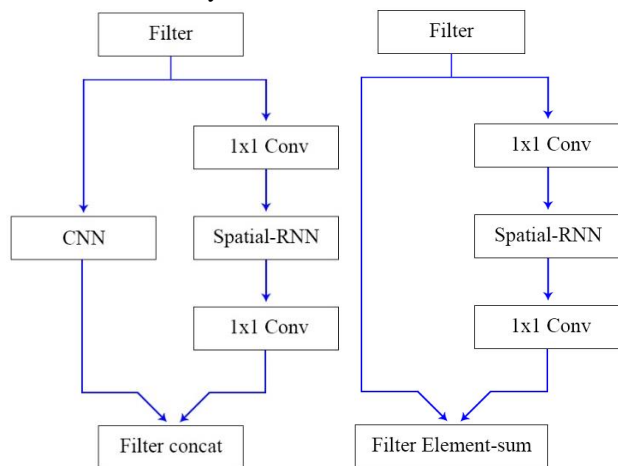 Filter
1x1 Conv
CNN
Spatial-RNN
1x1 Conv
Filter concat
Filter
1x1 Conv
Spatial-RNN
1x1 Conv
Filter Element-sum